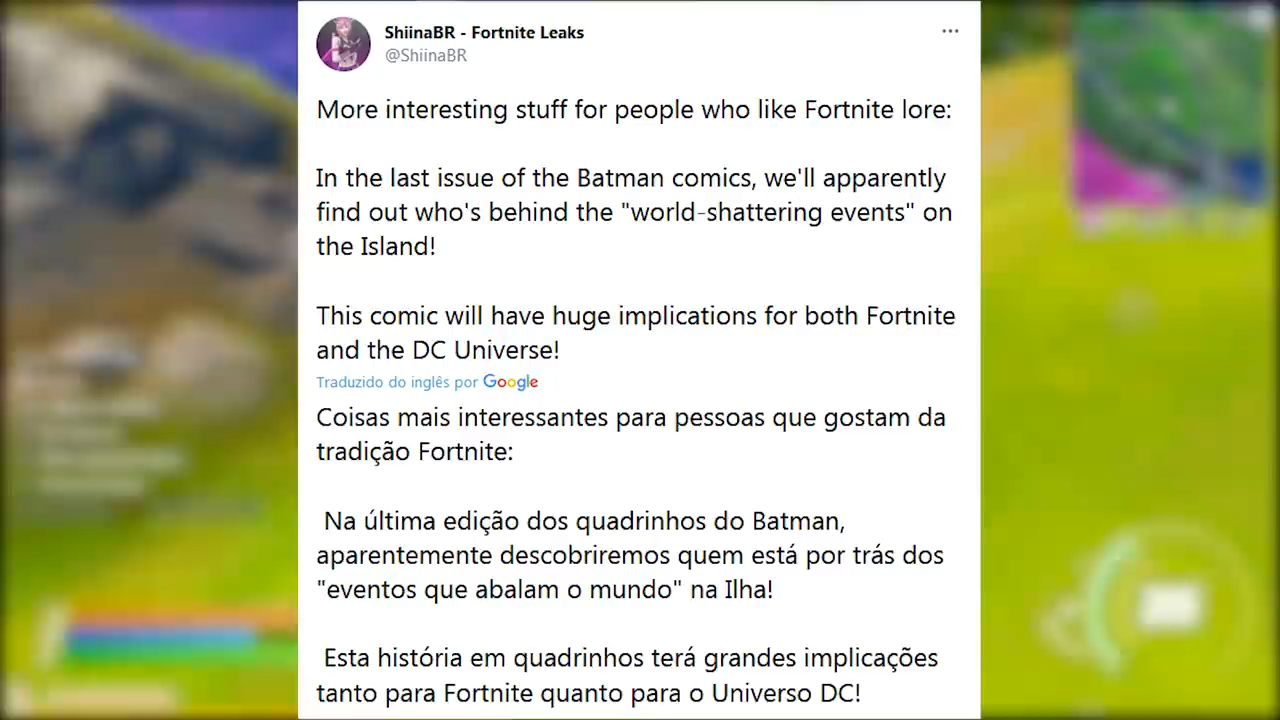 ShiinaBR - Fortnite Leaks
@ShiinaBR
More interesting stuff for people who like Fortnite lore:
In the last issue of the Batman comics, we'll apparently
find out who's behind the "world-shattering events" on
the Island!
This comic will have huge implications for both Fortnite
and the DC Universe!
Traduzido do inglês por Google
Coisas mais interessantes para pessoas que gostam da
tradição Fortnite:
Na última edição dos quadrinhos do Batman,
aparentemente descobriremos quem está por trás dos
"eventos que abalam o mundo" na Ilha!
Esta história em quadrinhos terá grandes implicações
tanto para Fortnite quanto para o Universo DC!